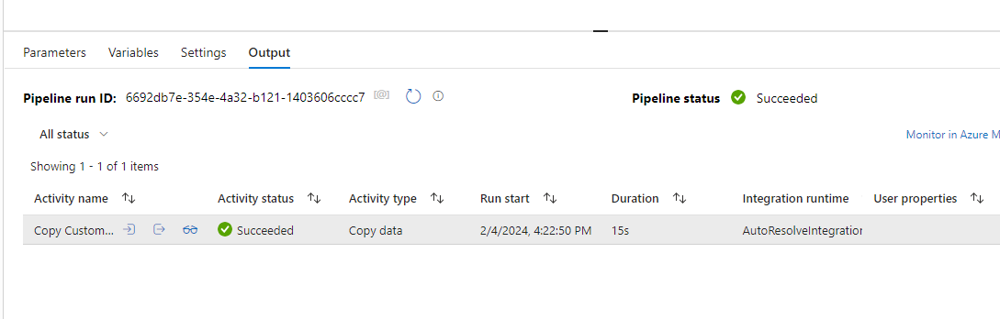 Parameters Variables Settings Output
Pipeline run ID: 6692db7e-354e-4a32-b121-1403606cccc7 [@] Pipeline status Succeeded
All status Monitor in Azure M
Showing 1 - 1 of 1 items
Activity name Activity status Activity type Run start Duration Integration runtime User properties
Copy Custom... Succeeded Copy data 2/4/2024, 4:22:50 PM 15s AutoResolveIntegration